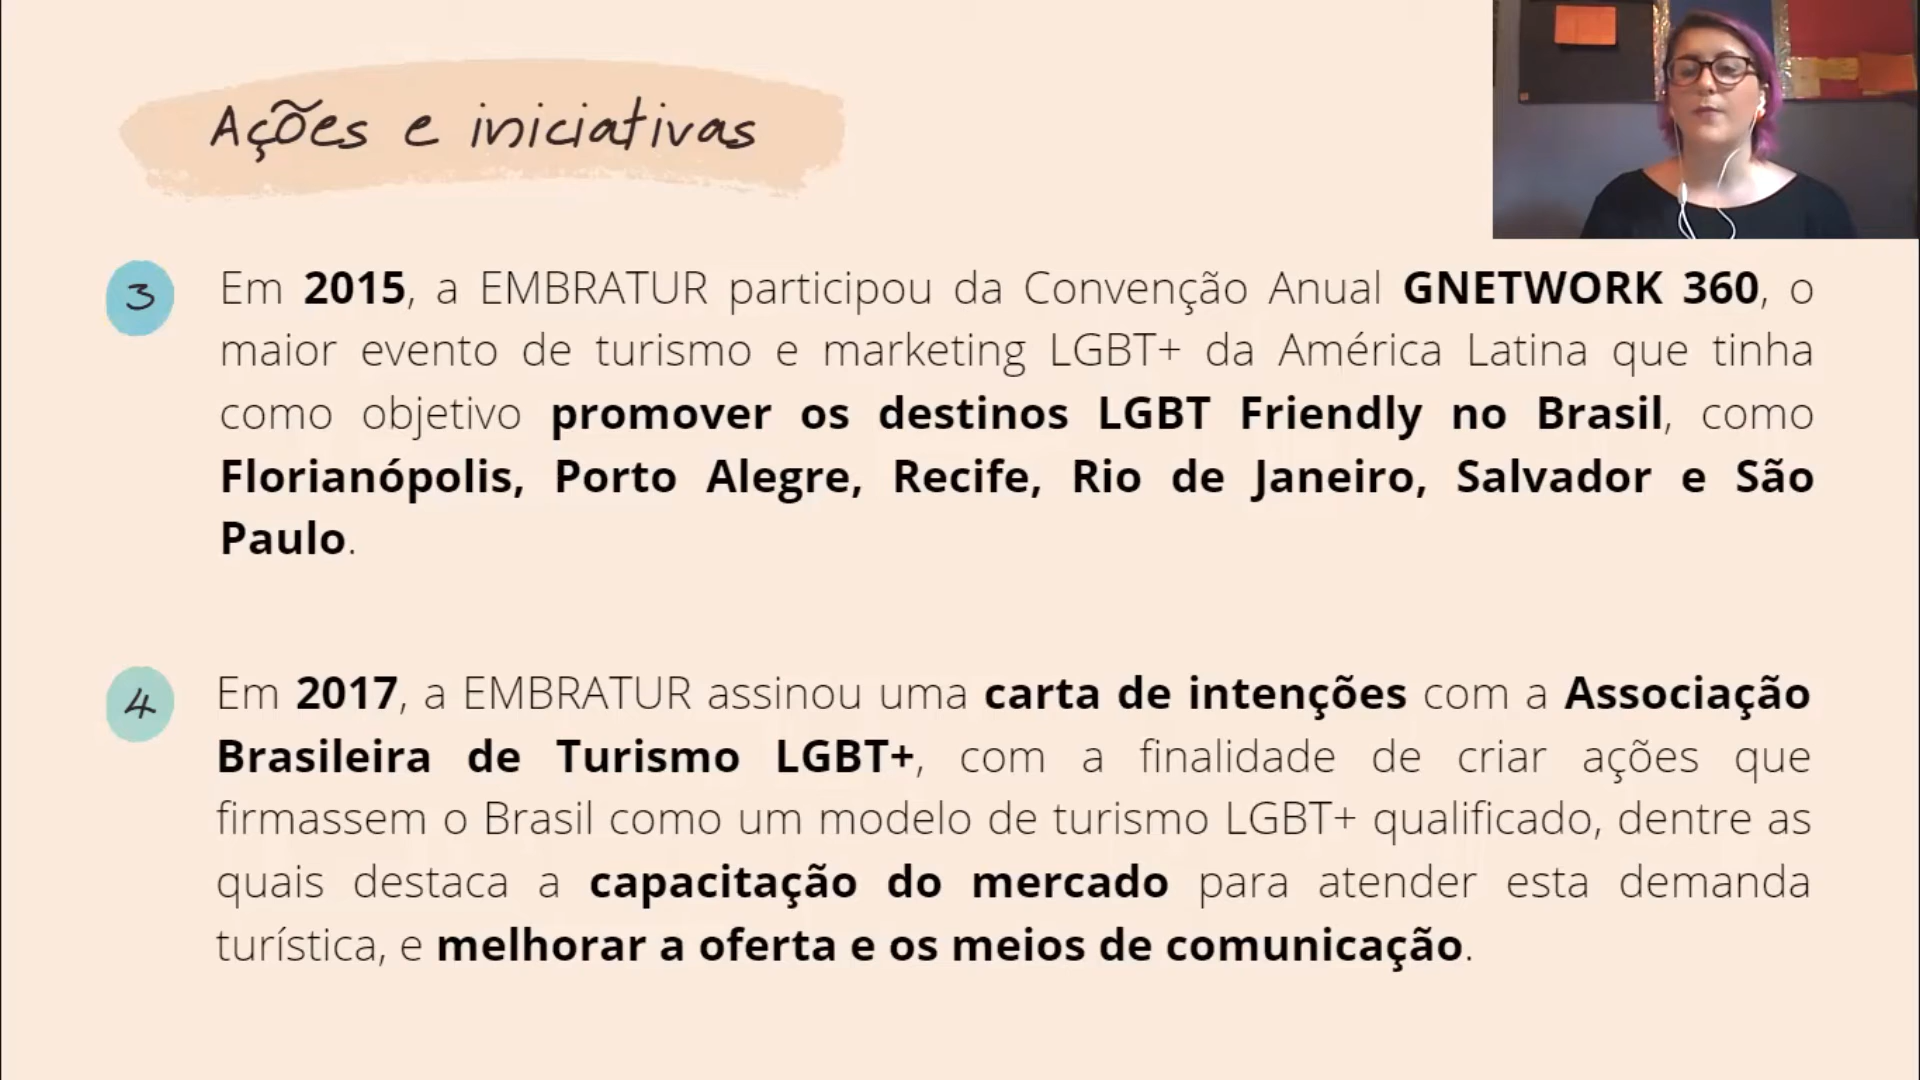 Ações e iniciativas
3
Em 2015, a EMBRATUR participou da Convenção Anual GNETWORK 360, o
maior evento de turismo e marketing LGBT+ da América Latina que tinha
como objetivo promover os destinos LGBT Friendly no Brasil, como
Florianópolis, Porto Alegre, Recife, Rio de Janeiro, Salvador e São
Paulo.
4
Em 2017, a EMBRATUR assinou uma carta de intenções com a Associação
Brasileira de Turismo LGBT+, com a finalidade de criar ações que
firmassem o Brasil como um modelo de turismo LGBT+ qualificado, dentre as
quais destaca a capacitação do mercado para atender esta demanda
turística, e melhorar a oferta e os meios de comunicação.